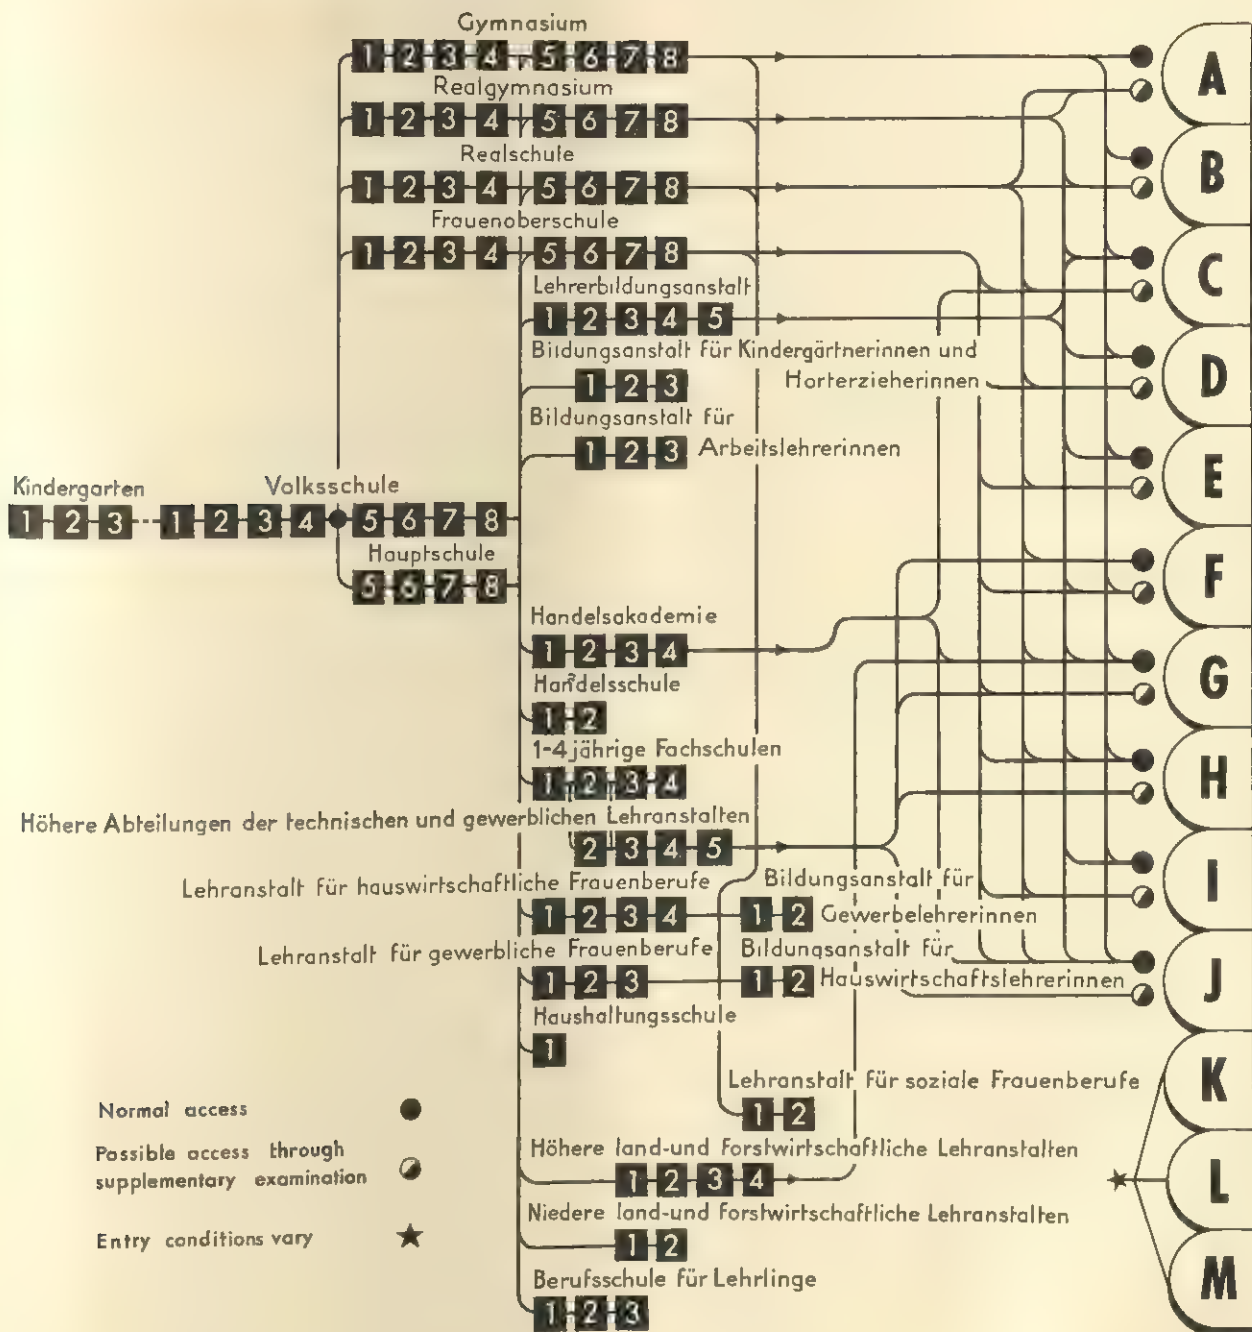 Gymnasium
1 2 3 4 5 6 7 8
A
Realgymnasium
1 2 3 4 5 6 7 8
Realschule
1 2 3 4 5 6 7 8
B
Frauenoberschule
1 2 3 4 5 6 7 8
C
Lehrerbildungsanstalt
1 2 3 4 5
Bildungsanstalt für Kindergärtnerinnen und
Horterzieherinnen
1 2 3
D
Bildungsanstalt für
Arbeitslehrerinnen
1 2 3
E
Kindergarten
1 2 3
Volksschule
1 2 3 4 5 6 7 8
Hauptschule
5 6 7 8
F
Handelsakademie
1 2 3 4
G
Handelsschule
1 2
1-4 jährige Fachschulen
1 2 3 4
H
Höhere Abteilungen der technischen und gewerblichen Lehranstalten
2 3 4 5
Lehranstalt für hauswirtschaftliche Frauenberufe
1 2 3 4
Bildungsanstalt für
Gewerbelehrerinnen
1 2
I
Lehranstalt für gewerbliche Frauenberufe
1 2 3
Bildungsanstalt für
Hauswirtschaftslehrerinnen
1 2
J
Haushaltungsschule
1
Lehranstalt für soziale Frauenberufe
1 2
K
Höhere land-und Forstwirtschaftliche Lehranstalten
1 2 3 4
L
Niedere land-und Forstwirtschaftliche Lehranstalten
1 2
Berufsschule für Lehrlinge
1 2 3
M
Normal access
Possible access through
supplementary examination
Entry conditions vary